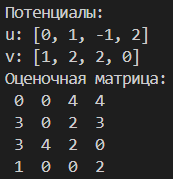 Потенциалы:
u: [0, 1, -1, 2]
v: [1, 2, 2, 0]
Оценочная матрица:
0 0 4 4
3 0 2 3
3 4 2 0
1 0 0 2